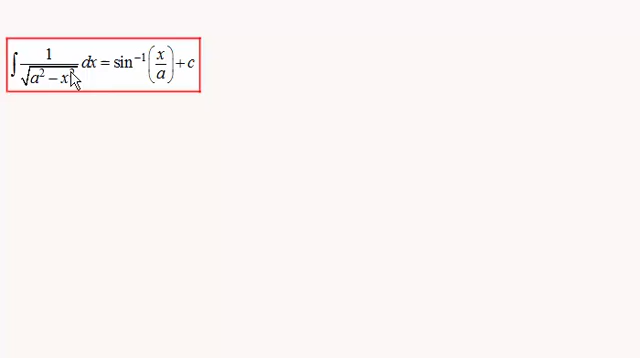 ∫ 1/√(a² − x²) dx = sin⁻¹(x/a) + c